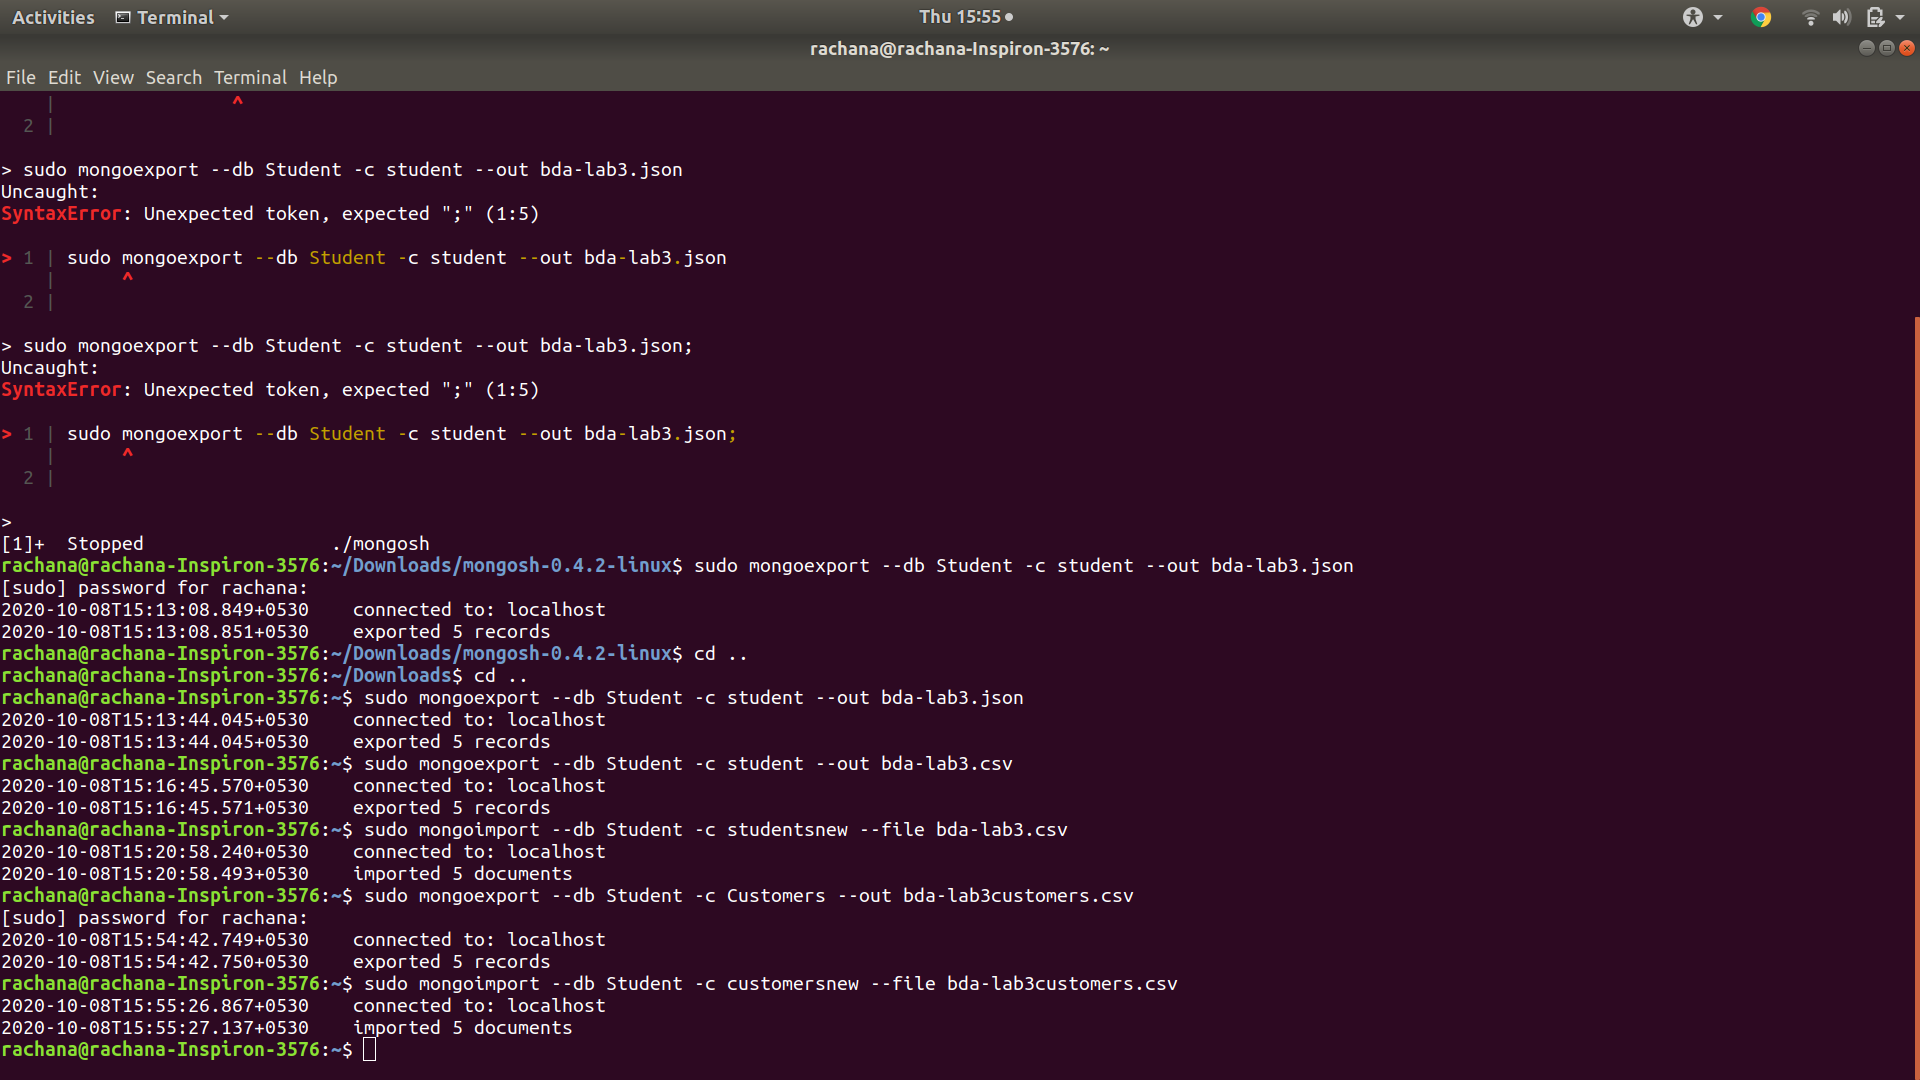 Activities Terminal Thu 15:55
rachana@rachana-Inspiron-3576: ~
File Edit View Search Terminal Help
| ^
2 |
> sudo mongoexport --db Student -c student --out bda-lab3.json
Uncaught:
SyntaxError: Unexpected token, expected ";" (1:5)
> 1 | sudo mongoexport --db Student -c student --out bda-lab3.json
| ^
2 |
> sudo mongoexport --db Student -c student --out bda-lab3.json;
Uncaught:
SyntaxError: Unexpected token, expected ";" (1:5)
> 1 | sudo mongoexport --db Student -c student --out bda-lab3.json;
| ^
2 |
>
[1]+  Stopped                 ./mongosh
rachana@rachana-Inspiron-3576:~/Downloads/mongosh-0.4.2-linux$ sudo mongoexport --db Student -c student --out bda-lab3.json
[sudo] password for rachana:
2020-10-08T15:13:08.849+0530    connected to: localhost
2020-10-08T15:13:08.851+0530    exported 5 records
rachana@rachana-Inspiron-3576:~/Downloads/mongosh-0.4.2-linux$ cd ..
rachana@rachana-Inspiron-3576:~/Downloads$ cd ..
rachana@rachana-Inspiron-3576:~$ sudo mongoexport --db Student -c student --out bda-lab3.json
2020-10-08T15:13:44.045+0530    connected to: localhost
2020-10-08T15:13:44.045+0530    exported 5 records
rachana@rachana-Inspiron-3576:~$ sudo mongoexport --db Student -c student --out bda-lab3.csv
2020-10-08T15:16:45.570+0530    connected to: localhost
2020-10-08T15:16:45.571+0530    exported 5 records
rachana@rachana-Inspiron-3576:~$ sudo mongoimport --db Student -c studentsnew --file bda-lab3.csv
2020-10-08T15:20:58.240+0530    connected to: localhost
2020-10-08T15:20:58.493+0530    imported 5 documents
rachana@rachana-Inspiron-3576:~$ sudo mongoexport --db Student -c Customers --out bda-lab3customers.csv
[sudo] password for rachana:
2020-10-08T15:54:42.749+0530    connected to: localhost
2020-10-08T15:54:42.750+0530    exported 5 records
rachana@rachana-Inspiron-3576:~$ sudo mongoimport --db Student -c customersnew --file bda-lab3customers.csv
2020-10-08T15:55:26.867+0530    connected to: localhost
2020-10-08T15:55:27.137+0530    imported 5 documents
rachana@rachana-Inspiron-3576:~$